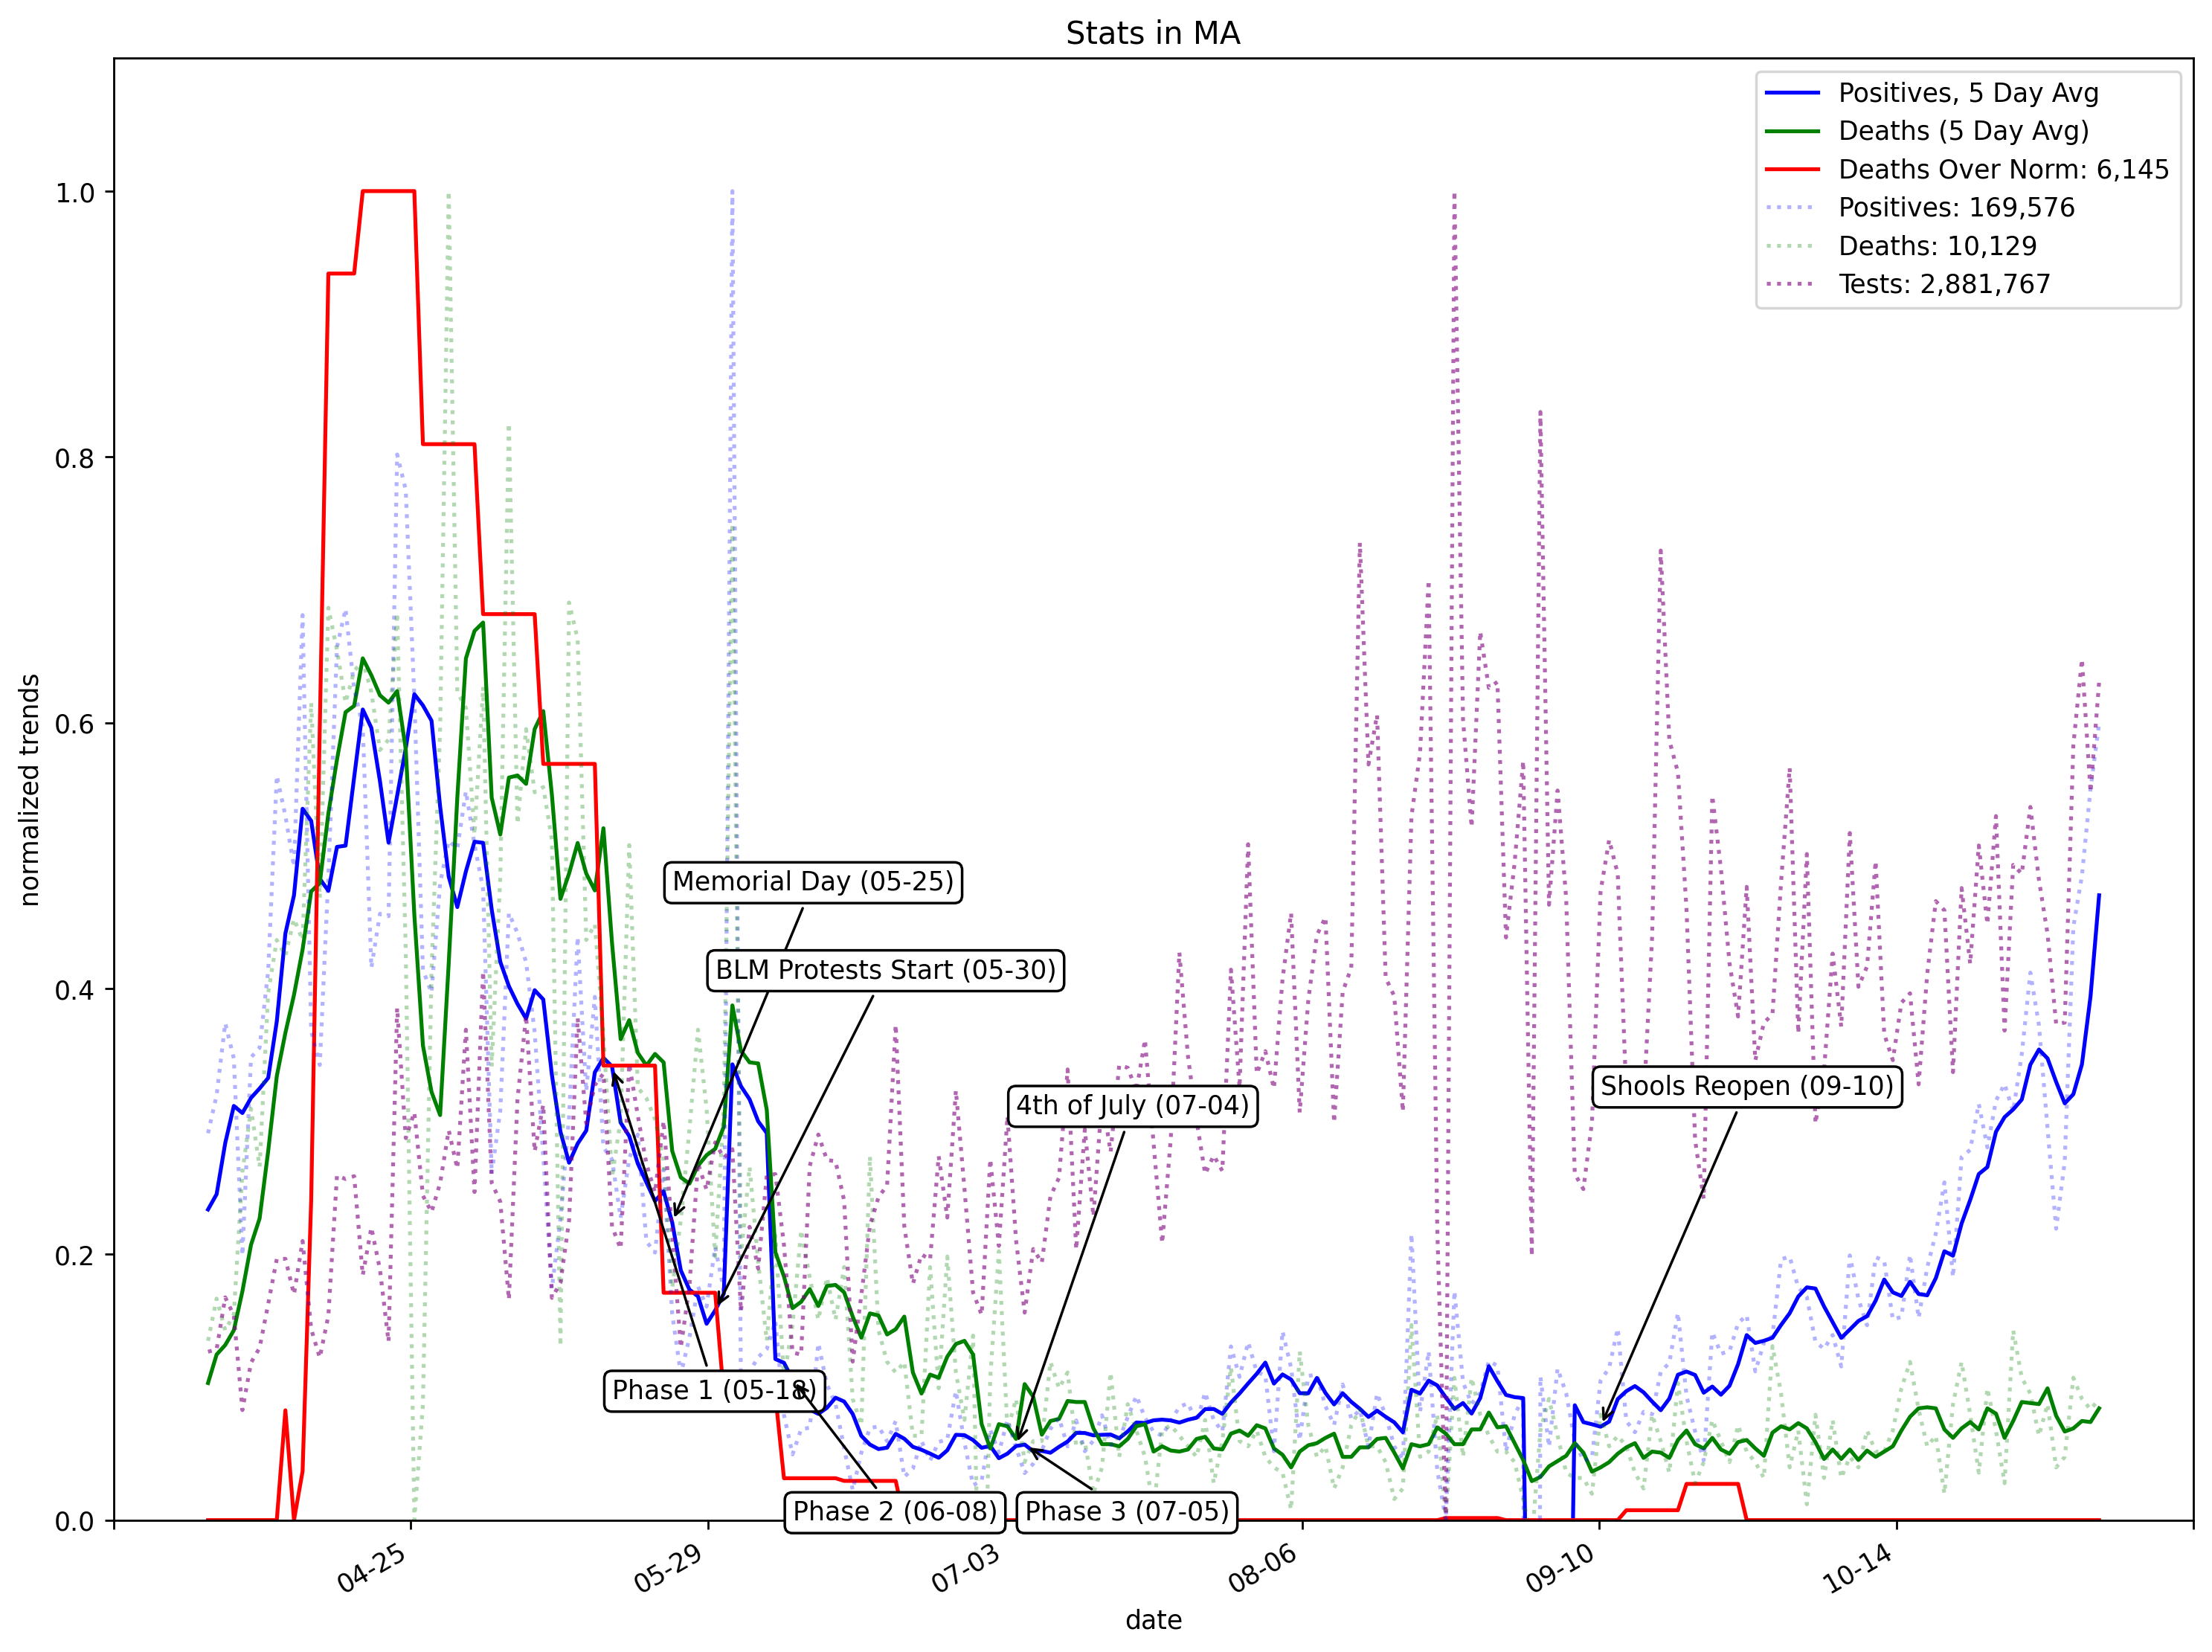 Stats in MA
Positives, 5 Day Avg
Deaths (5 Day Avg)
Deaths Over Norm: 6,145
Positives: 169,576
Deaths: 10,129
Tests: 2,881,767
normalized trends
1.0
0.8
0.6
0.4
0.2
0.0
Memorial Day (05-25)
BLM Protests Start (05-30)
4th of July (07-04)
Shools Reopen (09-10)
Phase 1 (05-18)
Phase 2 (06-08)
Phase 3 (07-05)
04-25
05-29
07-03
08-06
09-10
10-14
date